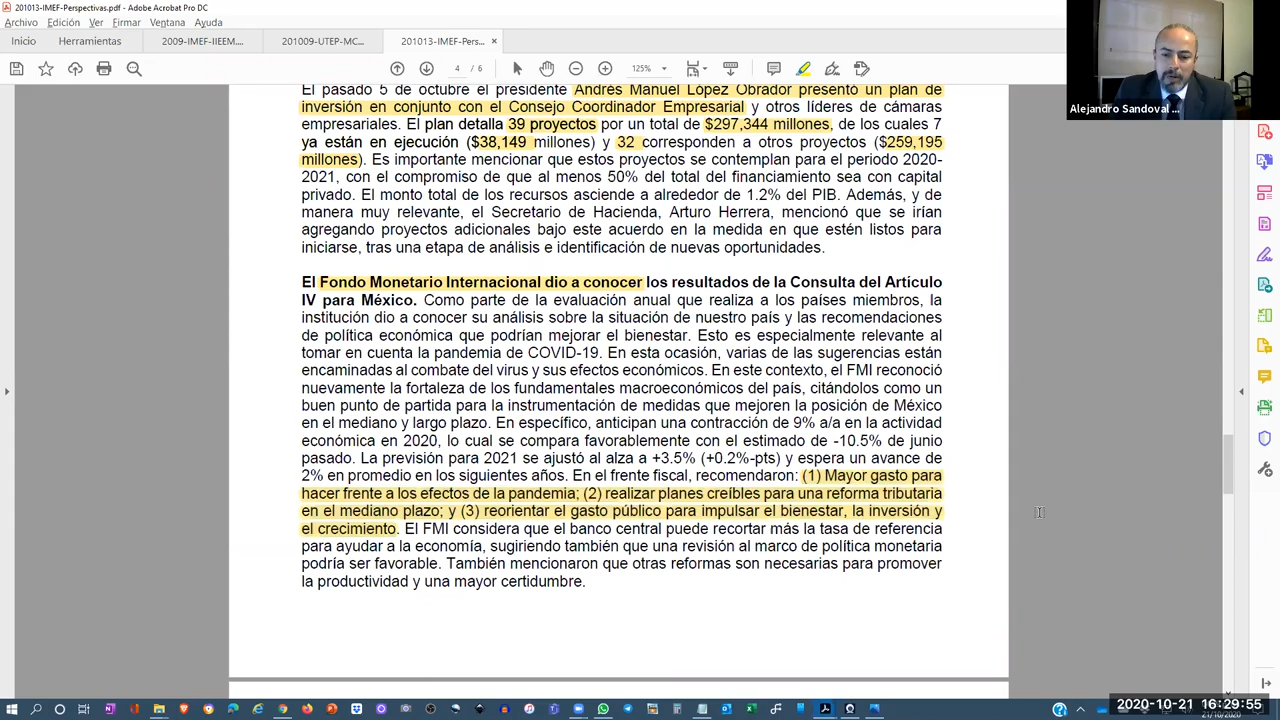 201013-IMEF-Perspectivas.pdf - Adobe Acrobat Pro DC
Archivo Edición Ver Firmar Ventana Ayuda
Inicio Herramientas 2009-IMEF-IIEEM... 201009-UTEP-MC... 201013-IMEF-Pers... ×
4 / 6 125%
Alejandro Sandoval ...
El pasado 5 de octubre el presidente Andrés Manuel López Obrador presentó un plan de
inversión en conjunto con el Consejo Coordinador Empresarial y otros líderes de cámaras
empresariales. El plan detalla 39 proyectos por un total de $297,344 millones, de los cuales 7
ya están en ejecución ($38,149 millones) y 32 corresponden a otros proyectos ($259,195
millones). Es importante mencionar que estos proyectos se contemplan para el periodo 2020-
2021, con el compromiso de que al menos 50% del total del financiamiento sea con capital
privado. El monto total de los recursos asciende a alrededor de 1.2% del PIB. Además, y de
manera muy relevante, el Secretario de Hacienda, Arturo Herrera, mencionó que se irían
agregando proyectos adicionales bajo este acuerdo en la medida en que estén listos para
iniciarse, tras una etapa de análisis e identificación de nuevas oportunidades.
El Fondo Monetario Internacional dio a conocer los resultados de la Consulta del Artículo
IV para México. Como parte de la evaluación anual que realiza a los países miembros, la
institución dio a conocer su análisis sobre la situación de nuestro país y las recomendaciones
de política económica que podrían mejorar el bienestar. Esto es especialmente relevante al
tomar en cuenta la pandemia de COVID-19. En esta ocasión, varias de las sugerencias están
encaminadas al combate del virus y sus efectos económicos. En este contexto, el FMI reconoció
nuevamente la fortaleza de los fundamentales macroeconómicos del país, citándolos como un
buen punto de partida para la instrumentación de medidas que mejoren la posición de México
en el mediano y largo plazo. En específico, anticipan una contracción de 9% a/a en la actividad
económica en 2020, lo cual se compara favorablemente con el estimado de -10.5% de junio
pasado. La previsión para 2021 se ajustó al alza a +3.5% (+0.2%-pts) y espera un avance de
2% en promedio en los siguientes años. En el frente fiscal, recomendaron: (1) Mayor gasto para
hacer frente a los efectos de la pandemia; (2) realizar planes creíbles para una reforma tributaria
en el mediano plazo; y (3) reorientar el gasto público para impulsar el bienestar, la inversión y
el crecimiento. El FMI considera que el banco central puede recortar más la tasa de referencia
para ayudar a la economía, sugiriendo también que una revisión al marco de política monetaria
podría ser favorable. También mencionaron que otras reformas son necesarias para promover
la productividad y una mayor certidumbre.
2020-10-21 16:29:55
21/10/2020